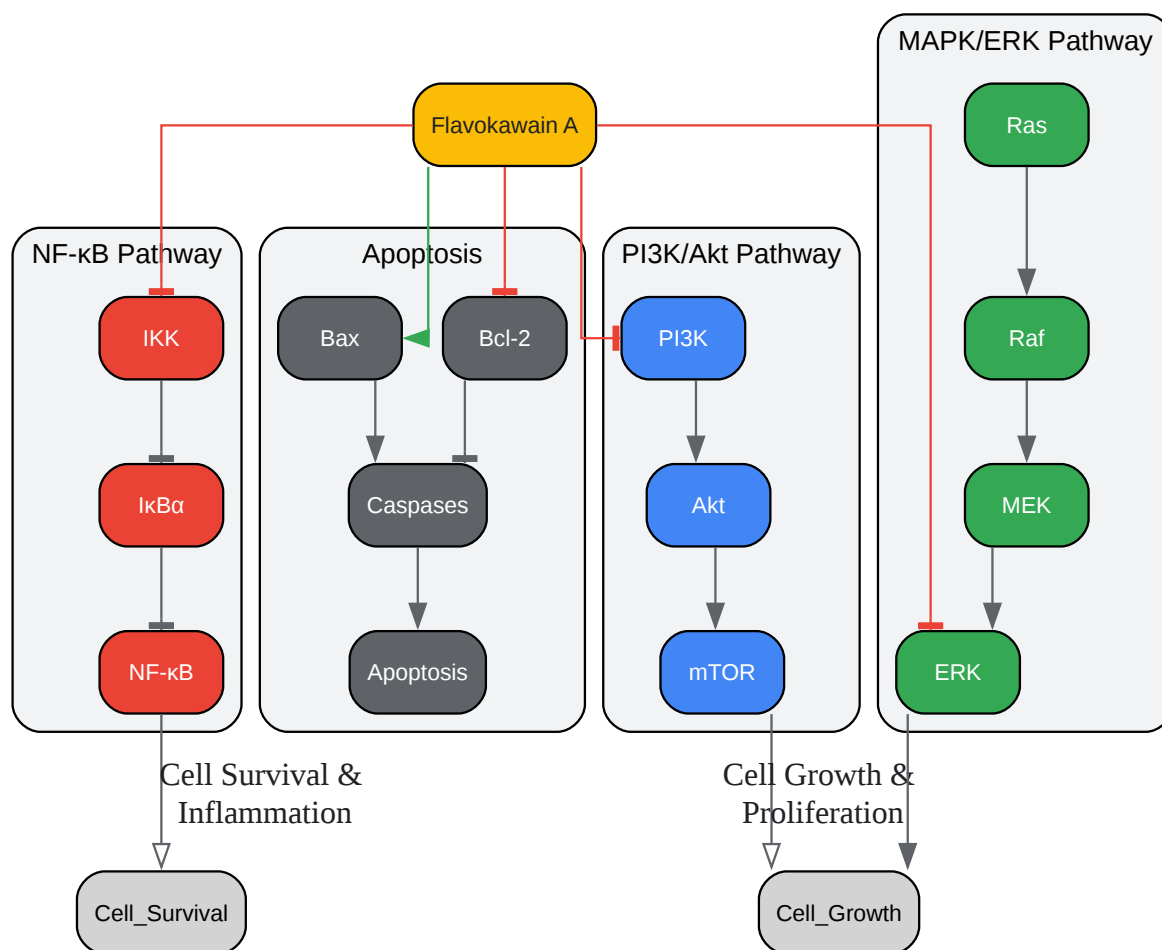 MAPK/ERK Pathway
Flavokawain A
Ras
NF-κB Pathway
Apoptosis
PI3K/Akt Pathway
IKK
Bax
Bcl-2
PI3K
Raf
IκBα
Caspases
Akt
MEK
NF-κB
Apoptosis
mTOR
ERK
Cell Survival &
Inflammation
Cell Growth &
Proliferation
Cell_Survival
Cell_Growth